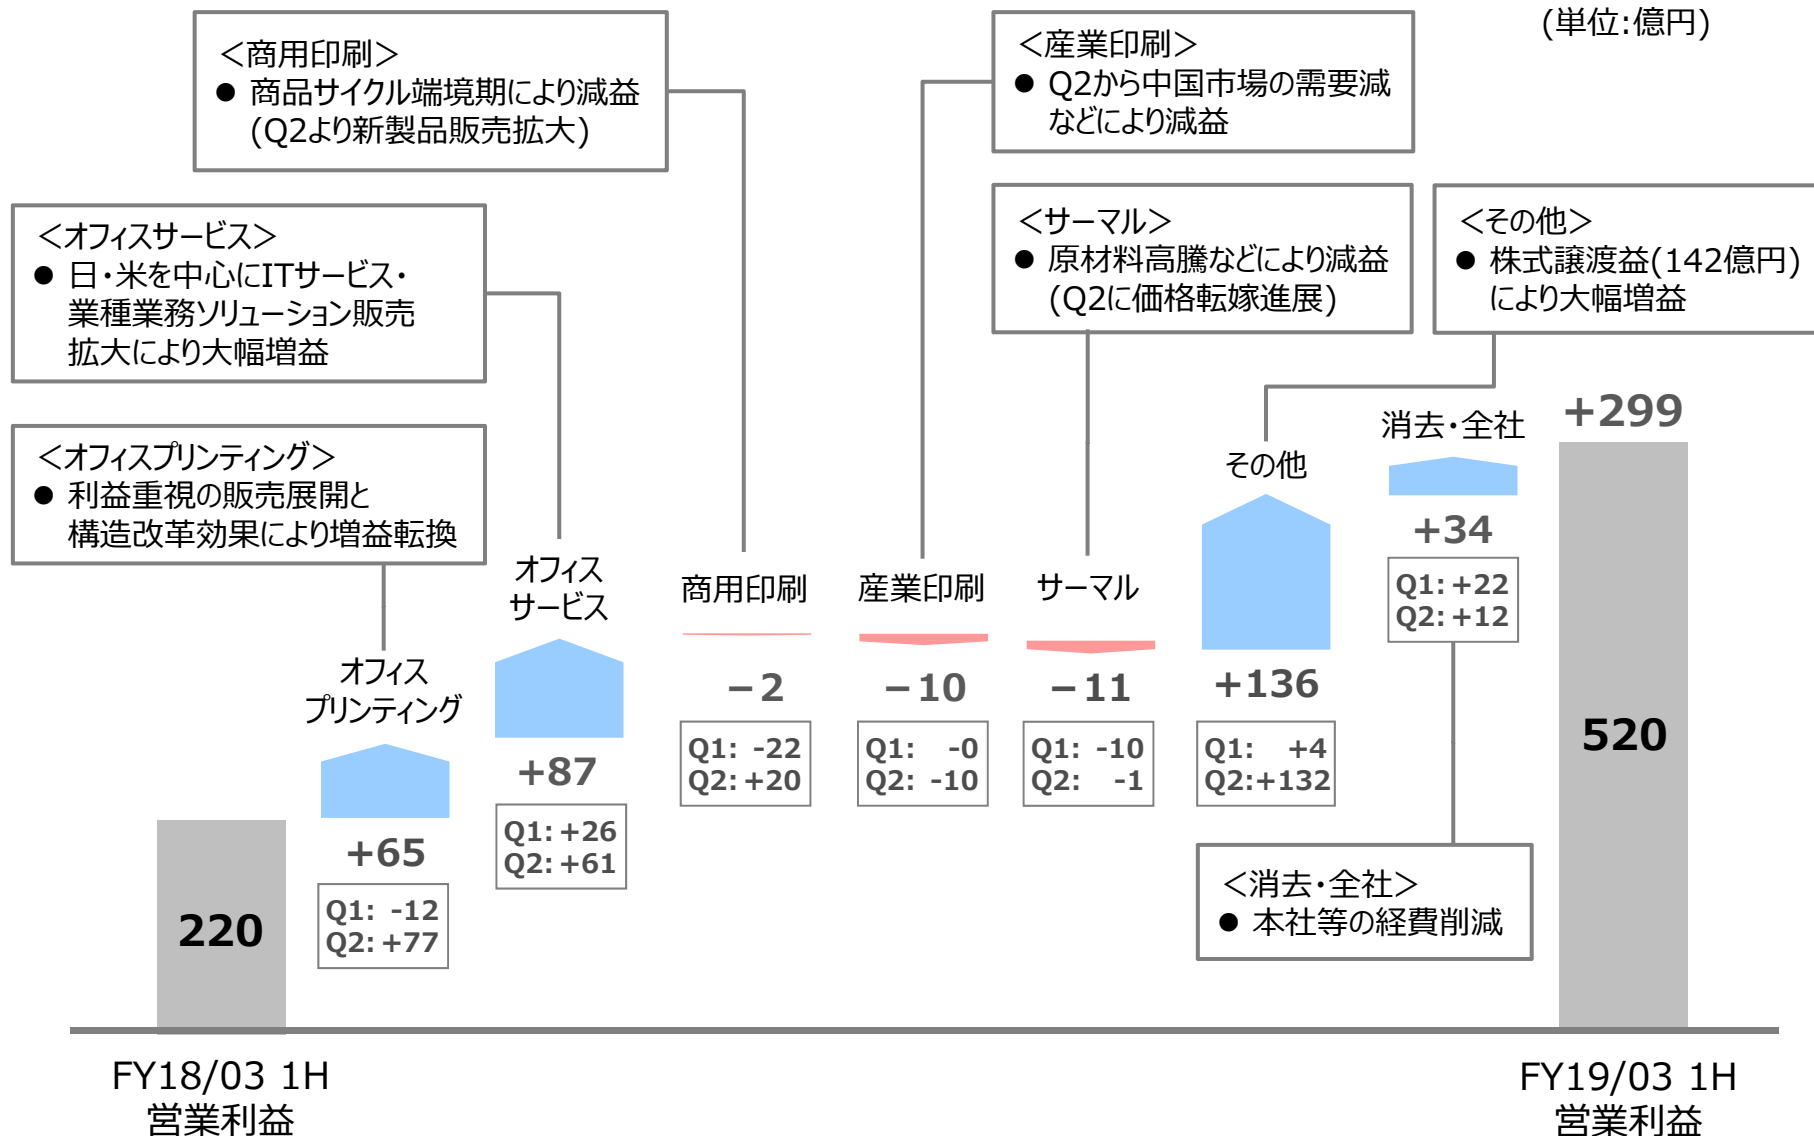 (単位:億円)
<商用印刷>
● 商品サイクル端境期により減益
(Q2より新製品販売拡大)
<産業印刷>
● Q2から中国市場の需要減
などにより減益
<オフィスサービス>
● 日・米を中心にITサービス・
業種業務ソリューション販売
拡大により大幅増益
<サーマル>
● 原材料高騰などにより減益
(Q2に価格転嫁進展)
<その他>
● 株式譲渡益(142億円)
により大幅増益
<オフィスプリンティング>
● 利益重視の販売展開と
構造改革効果により増益転換
オフィス
プリンティング
+65
Q1: -12
Q2: +77
オフィス
サービス
+87
Q1: +26
Q2: +61
商用印刷
−2
Q1: -22
Q2: +20
産業印刷
−10
Q1: -0
Q2: -10
サーマル
−11
Q1: -10
Q2: -1
その他
+136
Q1: +4
Q2:+132
消去・全社
+34
Q1: +22
Q2: +12
<消去・全社>
● 本社等の経費削減
+299
220
520
FY18/03 1H
営業利益
FY19/03 1H
営業利益